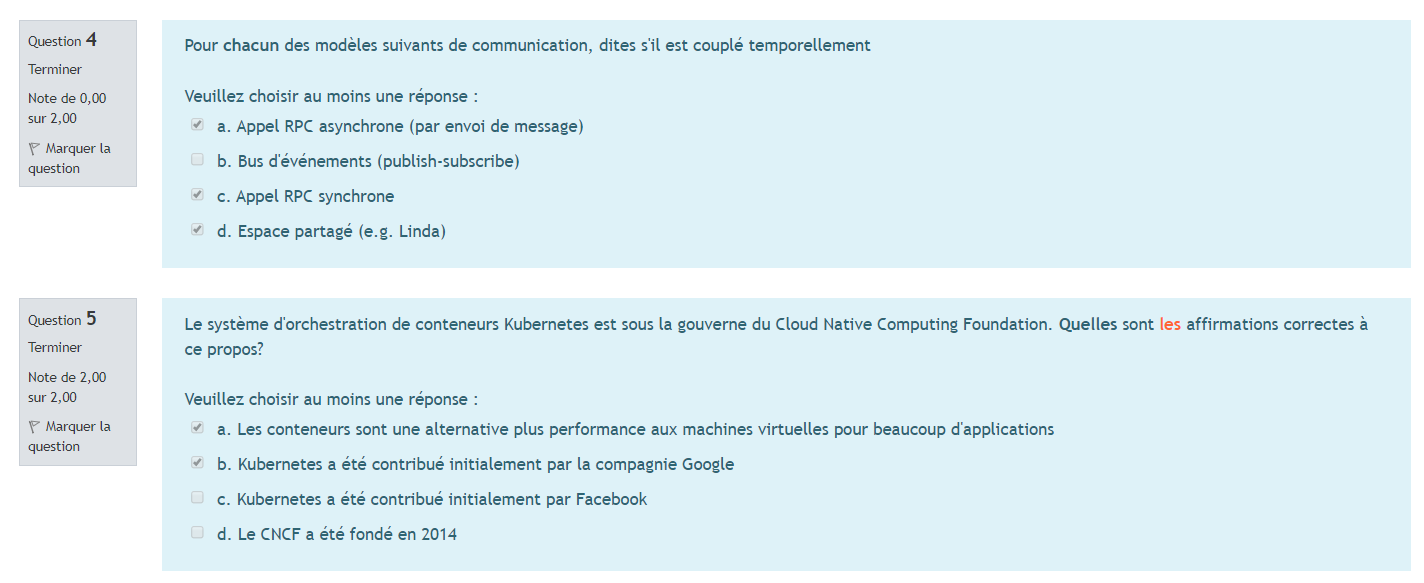 Question 4
Terminer
Note de 0,00
sur 2,00
Marquer la
question
Pour chacun des modèles suivants de communication, dites s'il est couplé temporellement
Veuillez choisir au moins une réponse :
a. Appel RPC asynchrone (par envoi de message)
b. Bus d'événements (publish-subscribe)
c. Appel RPC synchrone
d. Espace partagé (e.g. Linda)
Question 5
Terminer
Note de 2,00
sur 2,00
Marquer la
question
Le système d'orchestration de conteneurs Kubernetes est sous la gouverne du Cloud Native Computing Foundation. Quelles sont les affirmations correctes à
ce propos?
Veuillez choisir au moins une réponse :
a. Les conteneurs sont une alternative plus performance aux machines virtuelles pour beaucoup d'applications
b. Kubernetes a été contribué initialement par la compagnie Google
c. Kubernetes a été contribué initialement par Facebook
d. Le CNCF a été fondé en 2014